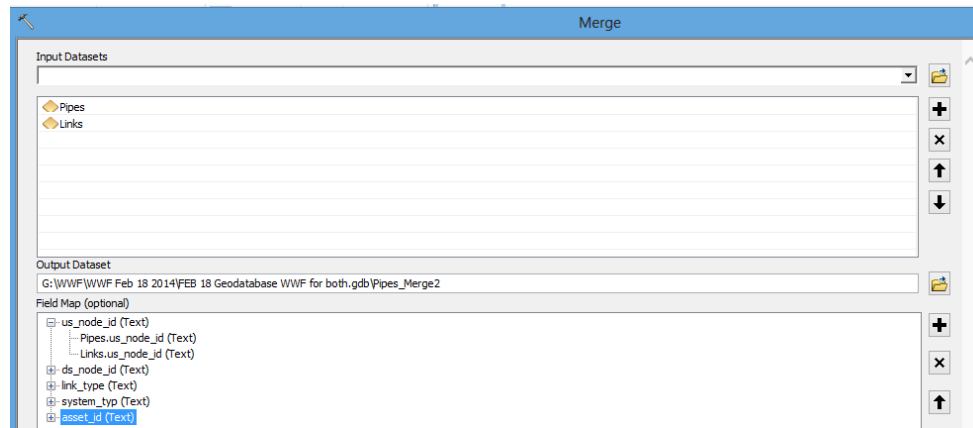 Merge
Input Datasets
Pipes
Links
Output Dataset
G:\WWF\WWF Feb 18 2014\FEB 18 Geodatabase WWF for both.gdb\Pipes_Merge2
Field Map (optional)
us_node_id (Text)
Pipes.us_node_id (Text)
Links.us_node_id (Text)
ds_node_id (Text)
link_type (Text)
system_typ (Text)
asset_id (Text)